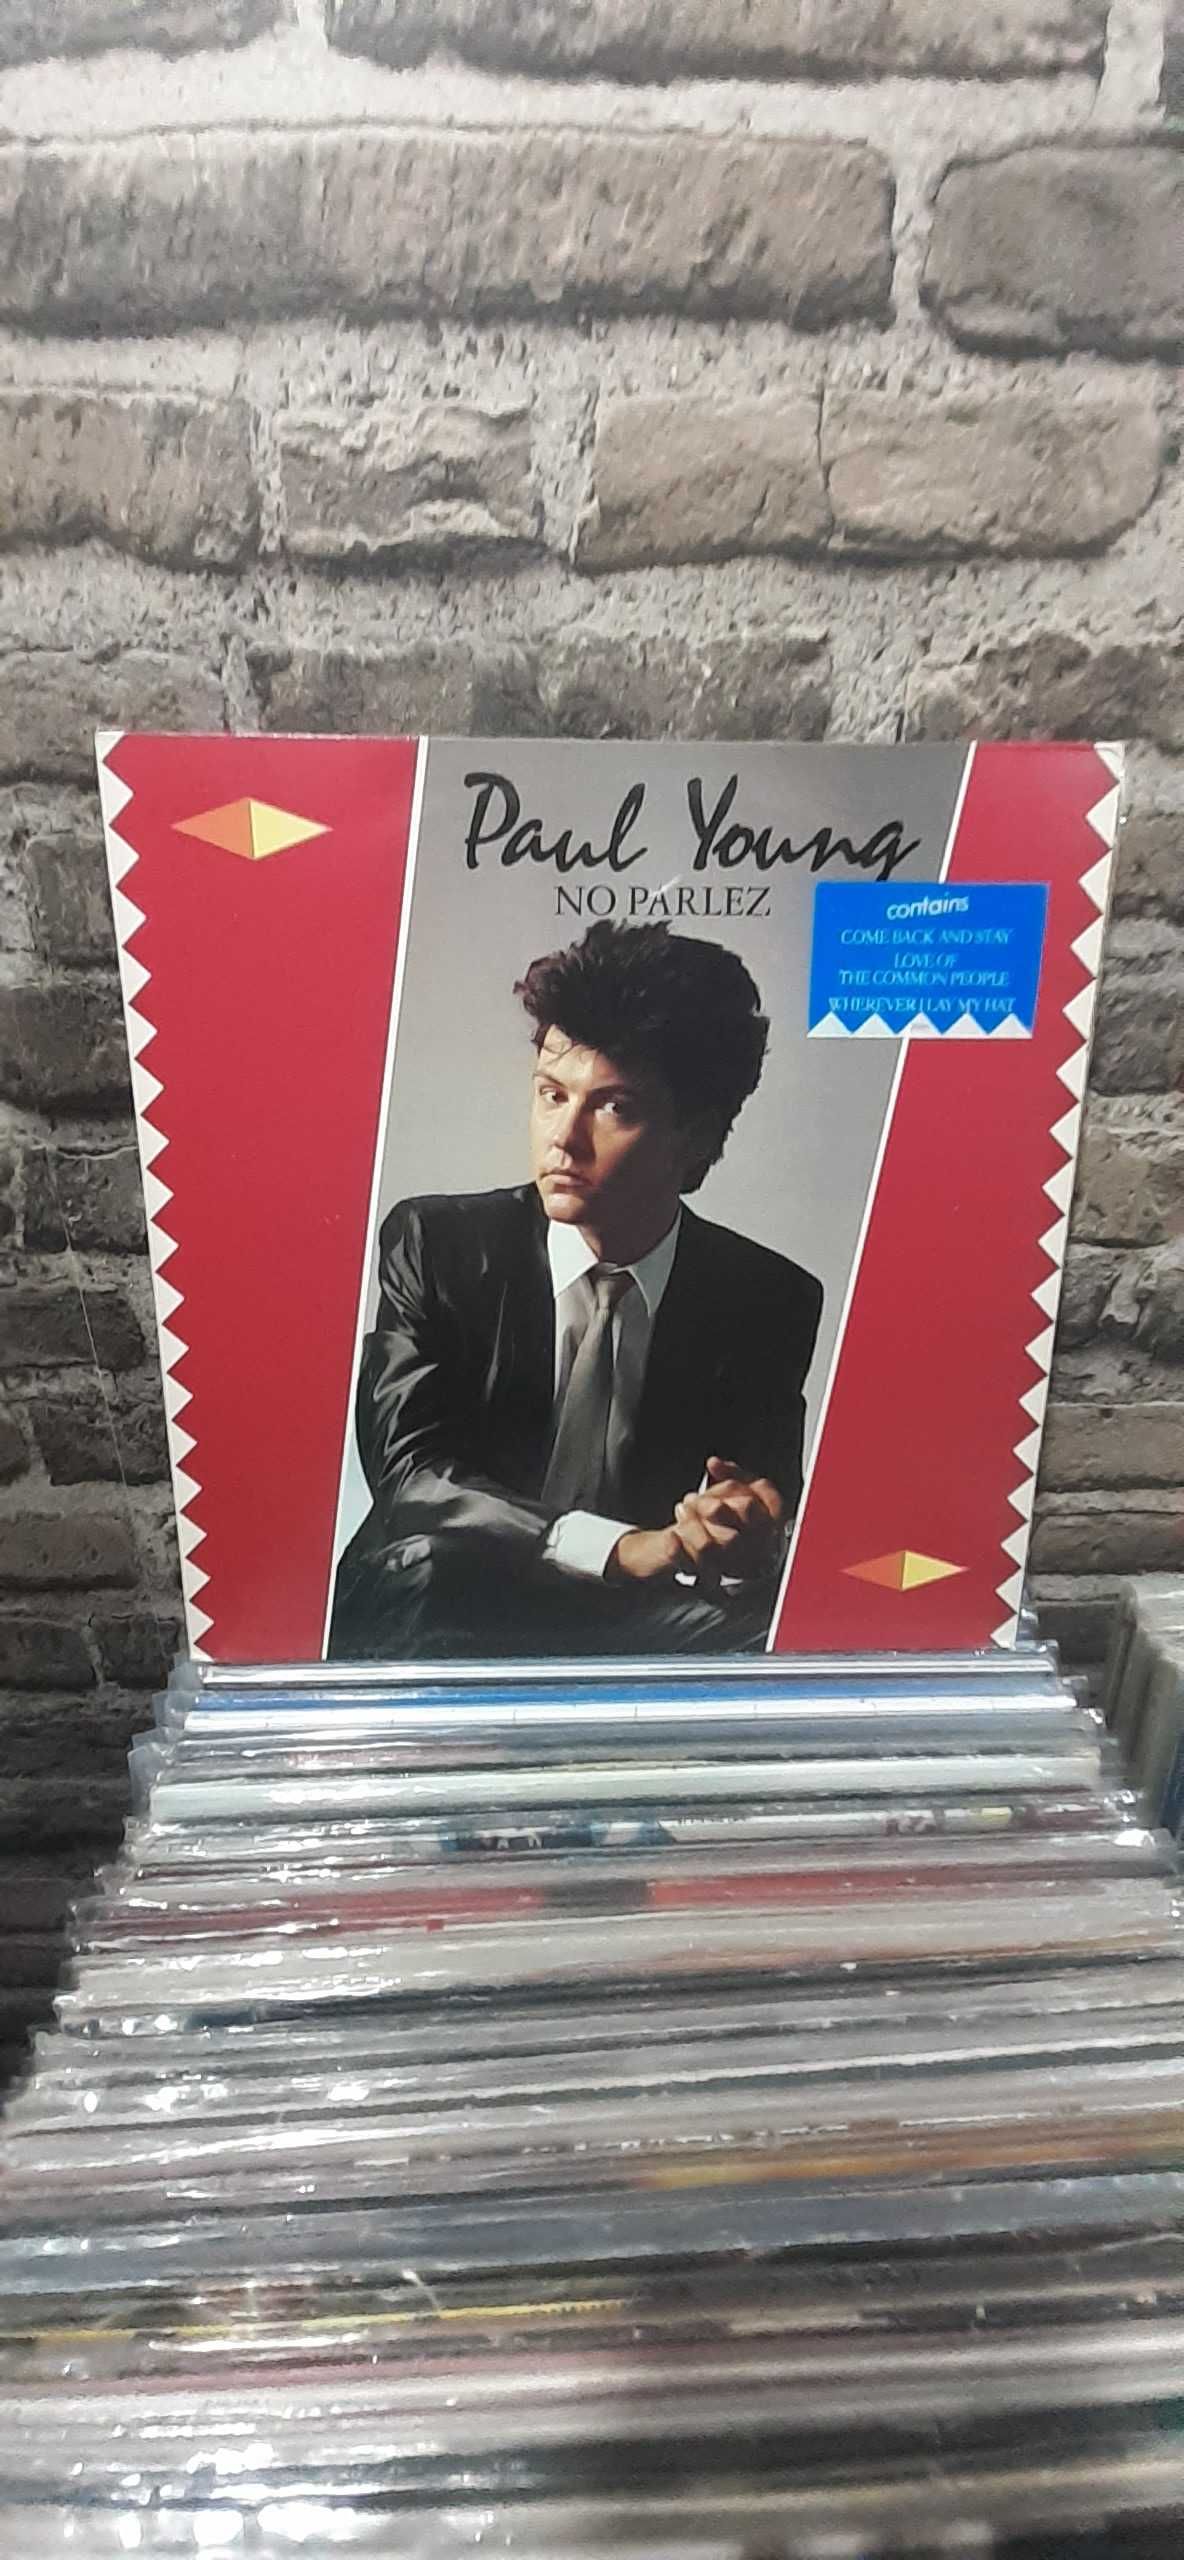 Paul Young
NO PARLEZ
contains
COME BACK AND STAY
LOVE OF
THE COMMON PEOPLE
WHEREVER I LAY MY HAT